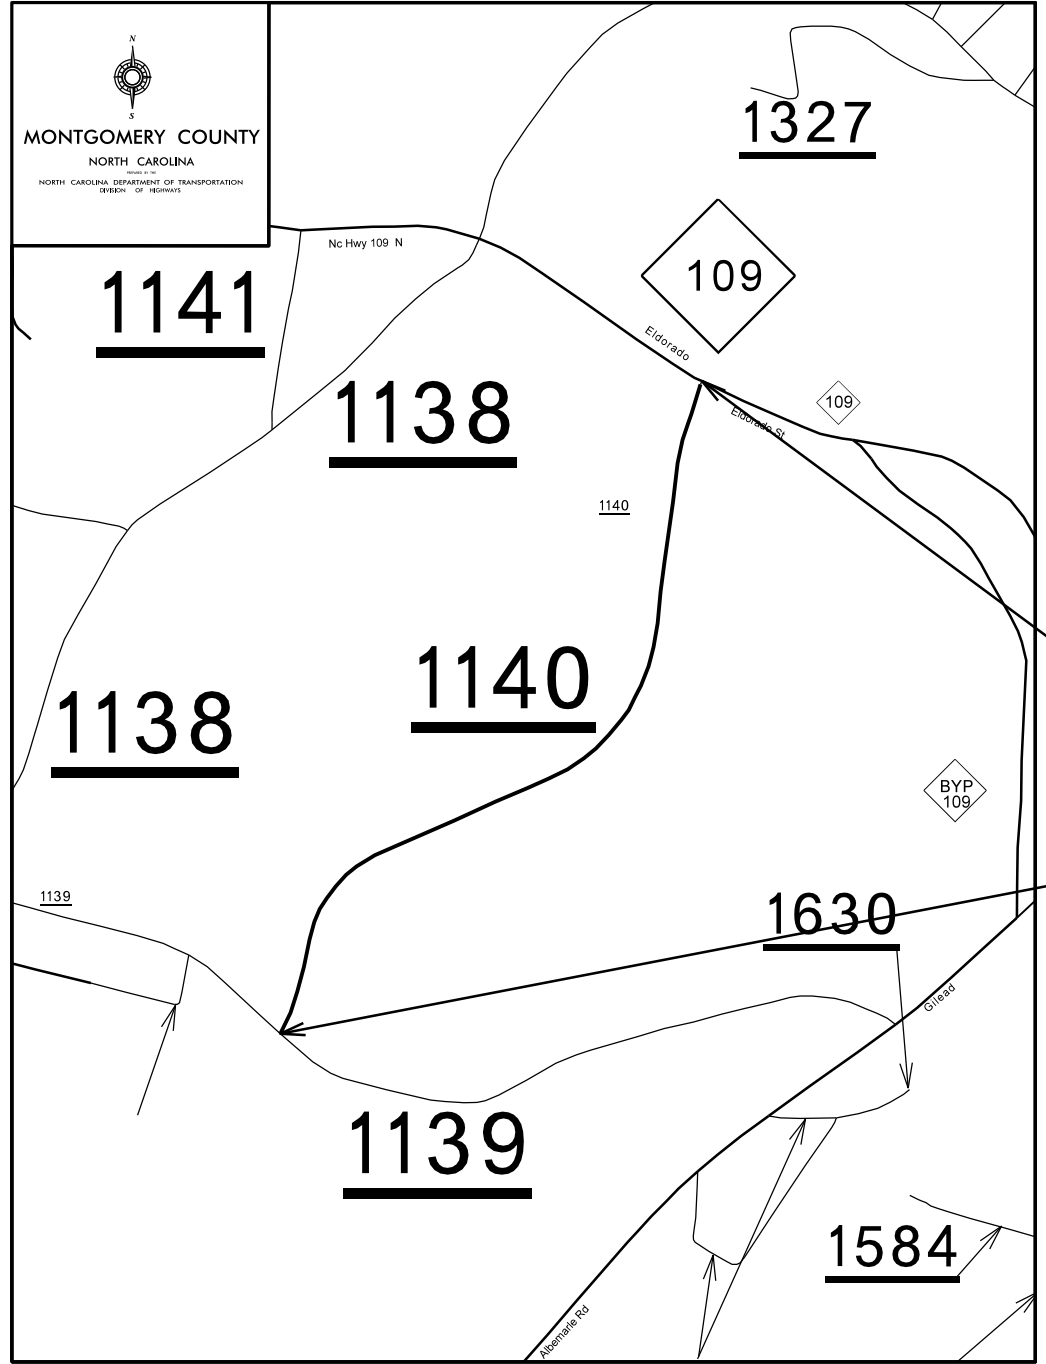 N
S
MONTGOMERY COUNTY
NORTH CAROLINA
PREPARED BY THE
NORTH CAROLINA DEPARTMENT OF TRANSPORTATION
DIVISION OF HIGHWAYS
1327
Nc Hwy 109 N
109
1141
Eldorado
1138
109
Eldorado St
1140
1140
1138
BYP
109
1139
1630
Gilead
1139
1584
Albemarle Rd